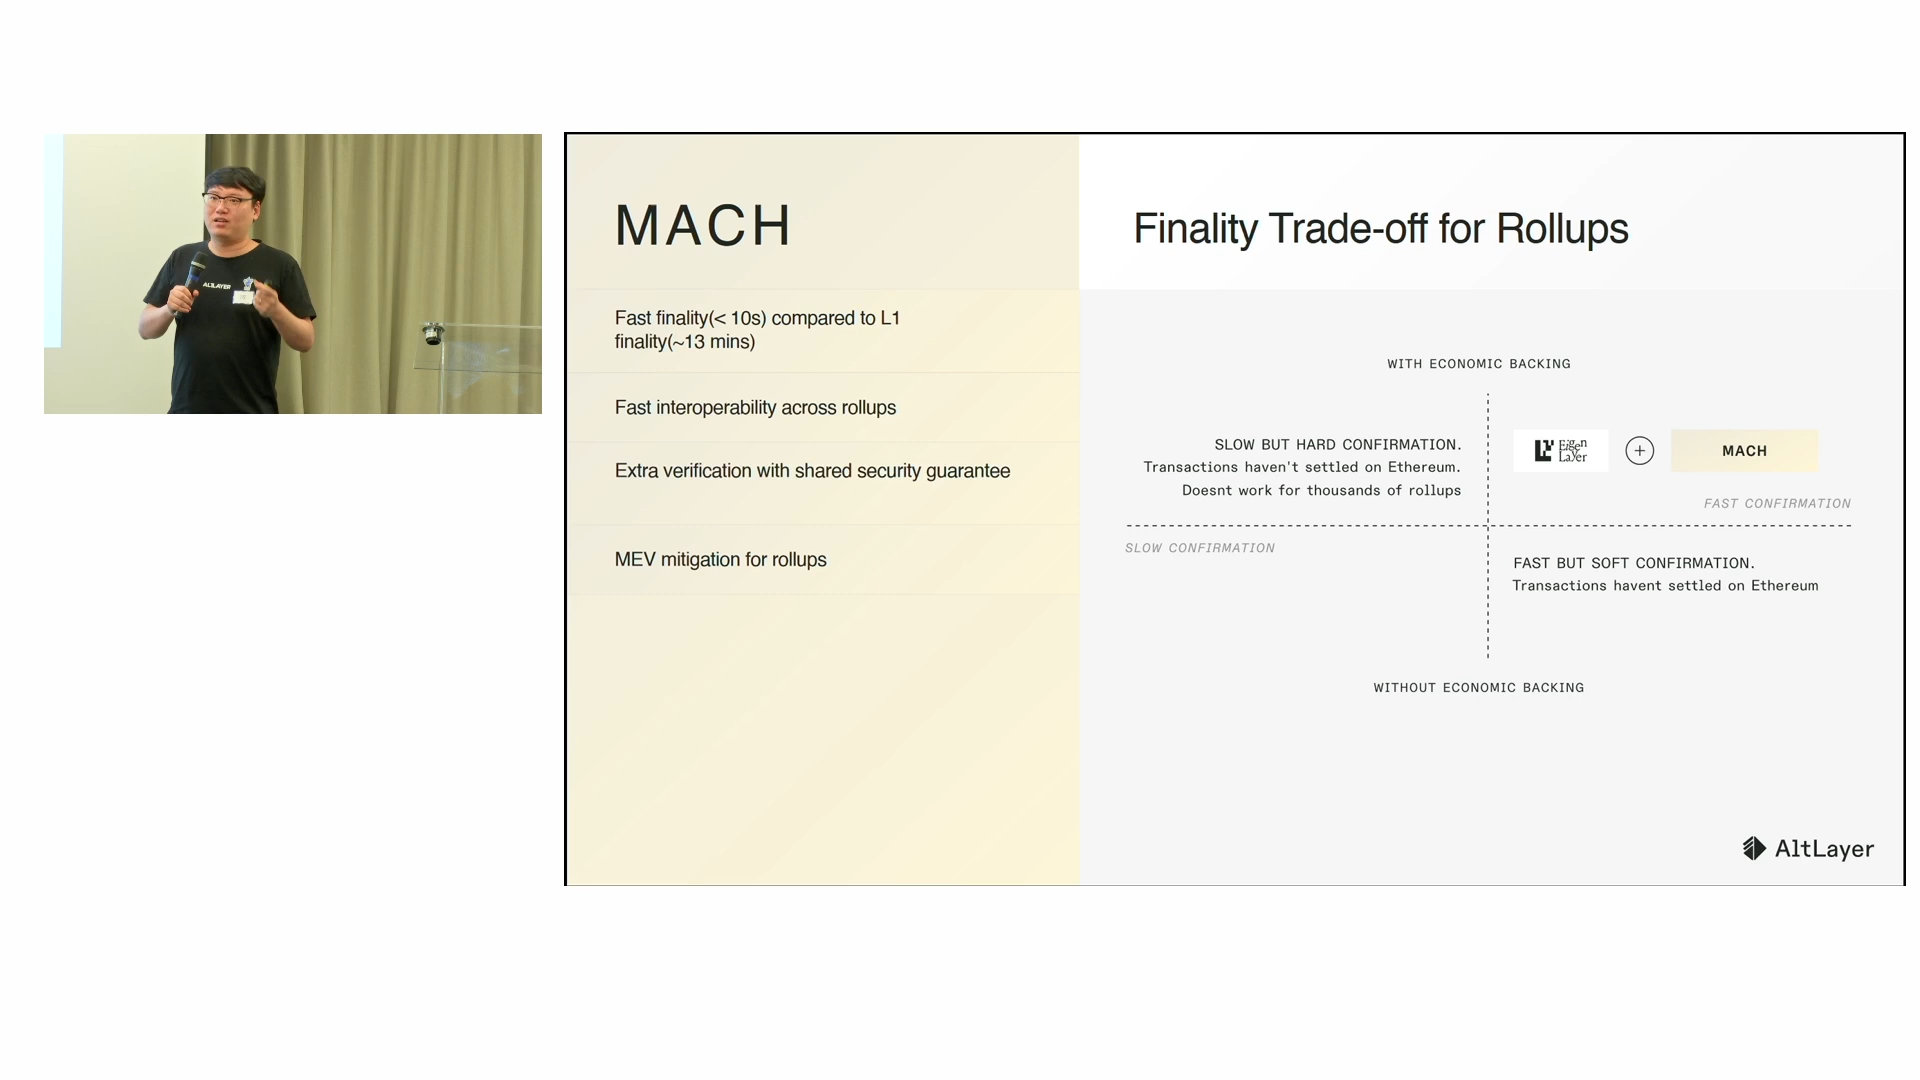 ALTLAYER
MACH
Fast finality(< 10s) compared to L1
finality(~13 mins)
Fast interoperability across rollups
Extra verification with shared security guarantee
MEV mitigation for rollups
Finality Trade-off for Rollups
WITH ECONOMIC BACKING
SLOW BUT HARD CONFIRMATION.
Transactions haven't settled on Ethereum.
Doesnt work for thousands of rollups
Eigen
Layer
MACH
FAST CONFIRMATION
SLOW CONFIRMATION
FAST BUT SOFT CONFIRMATION.
Transactions havent settled on Ethereum
WITHOUT ECONOMIC BACKING
AltLayer